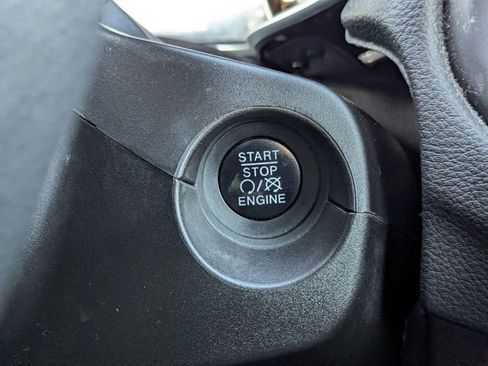 START
STOP
/
ENGINE